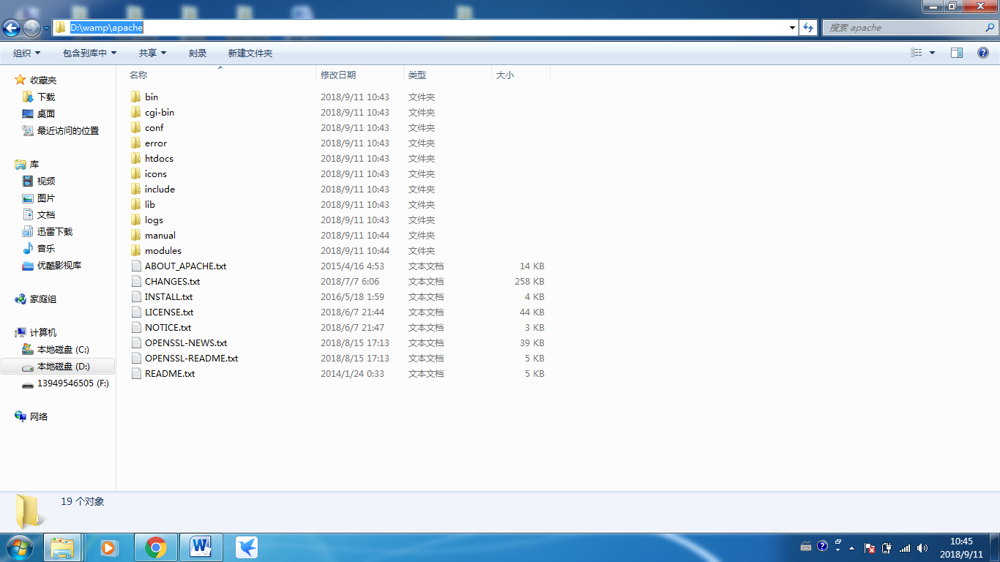 D:\wamp\apache
搜索 apache
组织 包含到库中 共享 刻录 新建文件夹
名称 修改日期 类型 大小
收藏夹
下载
桌面
最近访问的位置
库
视频
图片
文档
迅雷下载
音乐
优酷影视库
家庭组
计算机
本地磁盘 (C:)
本地磁盘 (D:)
13949546505 (F:)
网络
bin 2018/9/11 10:43 文件夹
cgi-bin 2018/9/11 10:43 文件夹
conf 2018/9/11 10:43 文件夹
error 2018/9/11 10:43 文件夹
htdocs 2018/9/11 10:43 文件夹
icons 2018/9/11 10:43 文件夹
include 2018/9/11 10:43 文件夹
lib 2018/9/11 10:43 文件夹
logs 2018/9/11 10:43 文件夹
manual 2018/9/11 10:44 文件夹
modules 2018/9/11 10:44 文件夹
ABOUT_APACHE.txt 2015/4/16 4:53 文本文档 14 KB
CHANGES.txt 2018/7/7 6:06 文本文档 258 KB
INSTALL.txt 2016/5/18 1:59 文本文档 4 KB
LICENSE.txt 2018/6/7 21:44 文本文档 44 KB
NOTICE.txt 2018/6/7 21:47 文本文档 3 KB
OPENSSL-NEWS.txt 2018/8/15 17:13 文本文档 39 KB
OPENSSL-README.txt 2018/8/15 17:13 文本文档 5 KB
README.txt 2014/1/24 0:33 文本文档 5 KB
19 个对象
10:45
2018/9/11